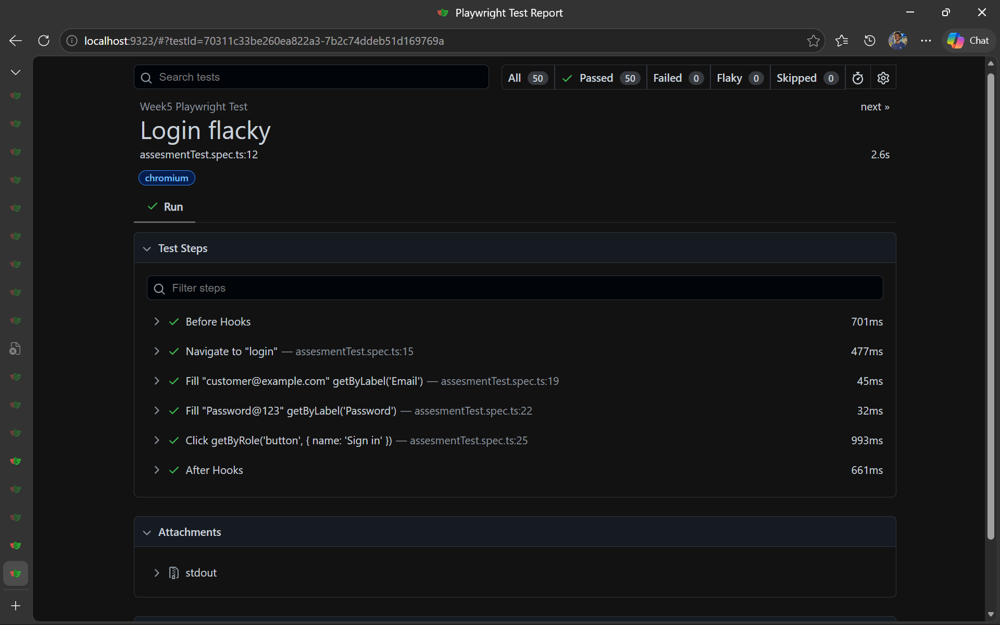 Playwright Test Report
localhost:9323/#?testId=70311c33be260ea822a3-7b2c74ddeb51d169769a
Chat
Search tests
All 50 Passed 50 Failed 0 Flaky 0 Skipped 0
Week5 Playwright Test
next »
Login flacky
assesmentTest.spec.ts:12
2.6s
chromium
Run
Test Steps
Filter steps
Before Hooks 701ms
Navigate to "login" — assesmentTest.spec.ts:15 477ms
Fill "customer@example.com" getByLabel('Email') — assesmentTest.spec.ts:19 45ms
Fill "Password@123" getByLabel('Password') — assesmentTest.spec.ts:22 32ms
Click getByRole('button', { name: 'Sign in' }) — assesmentTest.spec.ts:25 993ms
After Hooks 661ms
Attachments
stdout